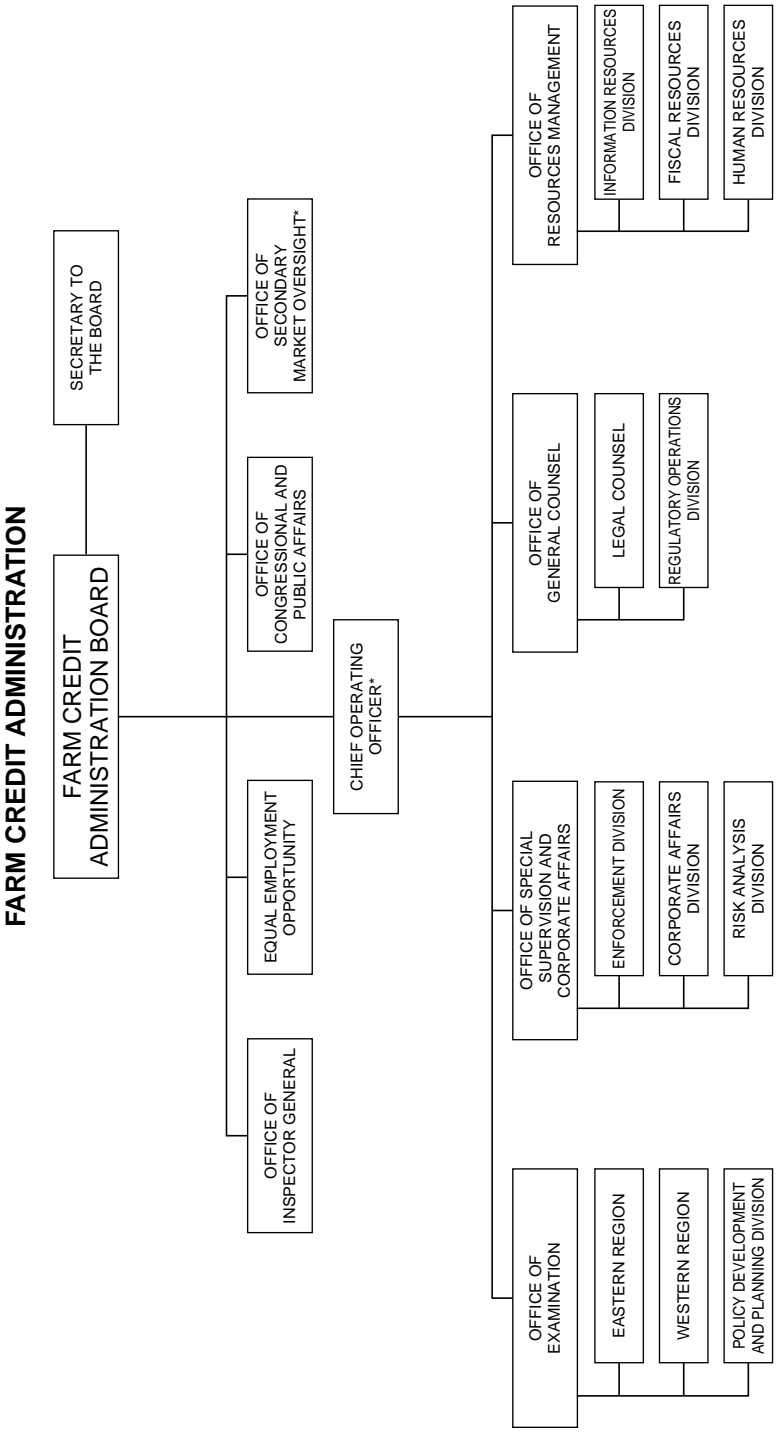 FARM CREDIT ADMINISTRATION
FARM CREDIT
ADMINISTRATION BOARD
SECRETARY TO
THE BOARD
OFFICE OF
INSPECTOR GENERAL
EQUAL EMPLOYMENT
OPPORTUNITY
OFFICE OF
CONGRESSIONAL AND
PUBLIC AFFAIRS
OFFICE OF
SECONDARY
MARKET OVERSIGHT*
CHIEF OPERATING
OFFICER*
OFFICE OF
EXAMINATION
EASTERN REGION
WESTERN REGION
POLICY DEVELOPMENT
AND PLANNING DIVISION
OFFICE OF SPECIAL
SUPERVISION AND
CORPORATE AFFAIRS
ENFORCEMENT DIVISION
CORPORATE AFFAIRS
DIVISION
RISK ANALYSIS
DIVISION
OFFICE OF
GENERAL COUNSEL
LEGAL COUNSEL
REGULATORY OPERATIONS
DIVISION
OFFICE OF
RESOURCES MANAGEMENT
INFORMATION RESOURCES
DIVISION
FISCAL RESOURCES
DIVISION
HUMAN RESOURCES
DIVISION